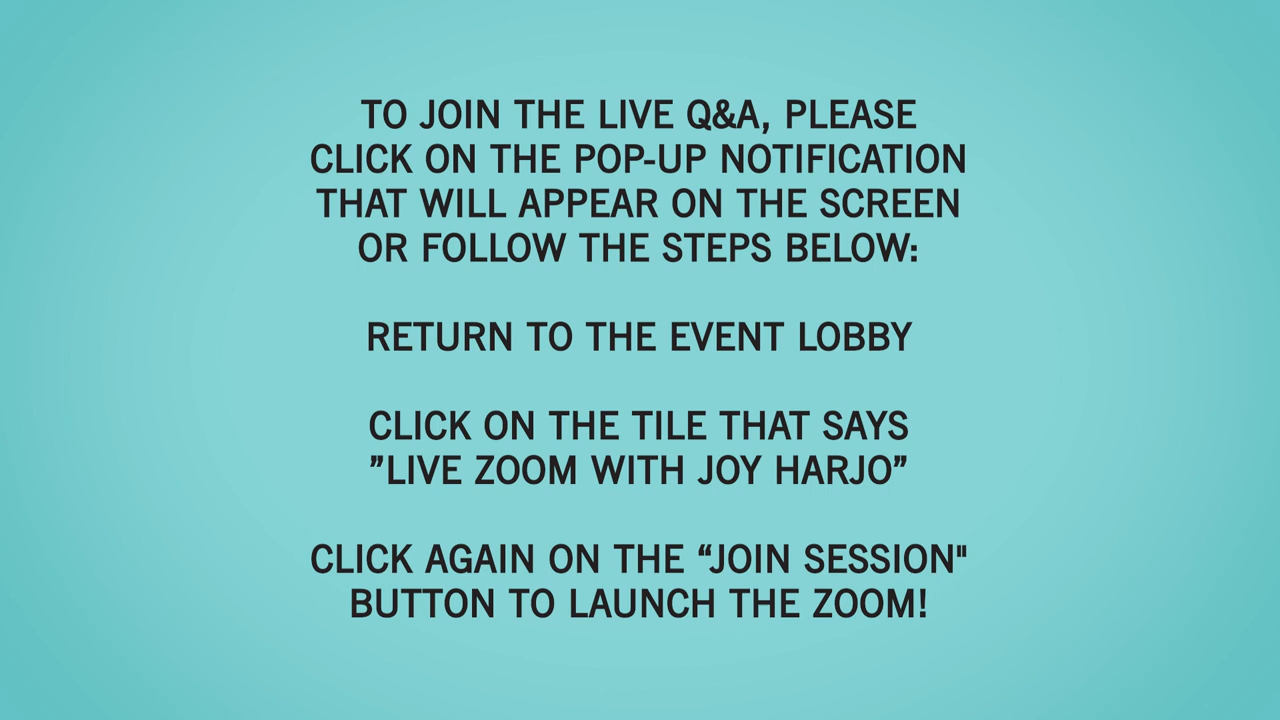 TO JOIN THE LIVE Q&A, PLEASE
CLICK ON THE POP-UP NOTIFICATION
THAT WILL APPEAR ON THE SCREEN
OR FOLLOW THE STEPS BELOW:
RETURN TO THE EVENT LOBBY
CLICK ON THE TILE THAT SAYS
”LIVE ZOOM WITH JOY HARJO”
CLICK AGAIN ON THE “JOIN SESSION"
BUTTON TO LAUNCH THE ZOOM!